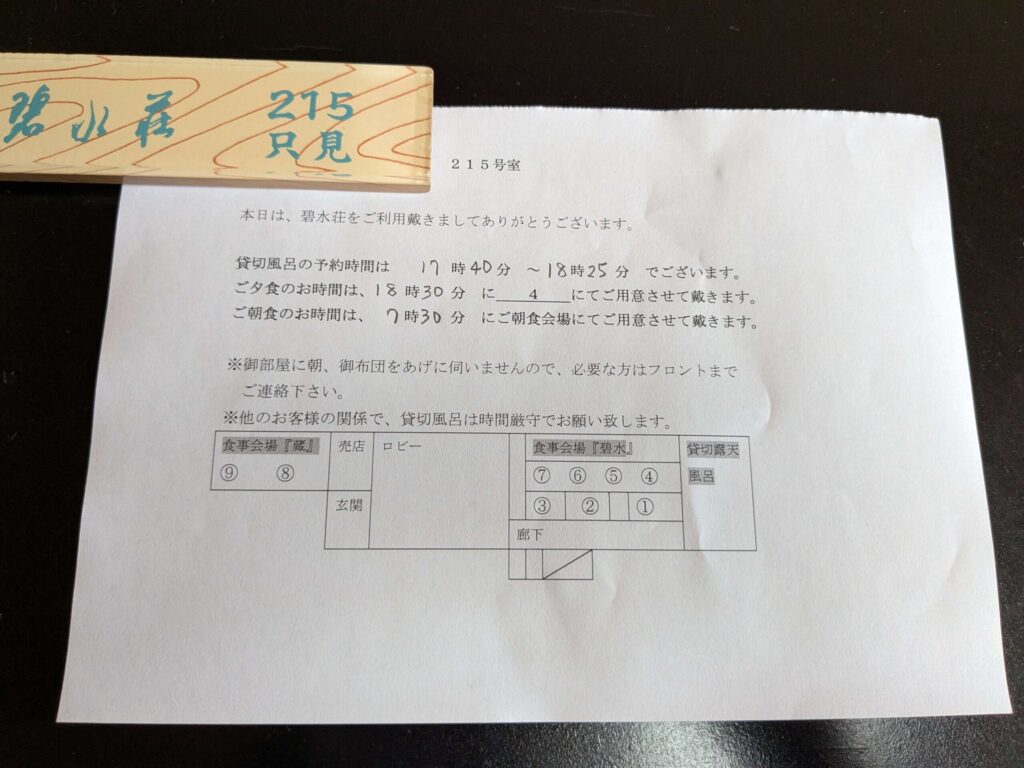 碧水荘
215
只見
２１５号室
本日は、碧水荘をご利用戴きましてありがとうございます。
貸切風呂の予約時間は 17 時 40 分 ～ 18 時 25 分 でございます。
ご夕食のお時間は、18 時 30 分 に 4 にてご用意させて戴きます。
ご朝食のお時間は、 7 時 30 分 にご朝食会場にてご用意させて戴きます。
※御部屋に朝、御布団をあげに伺いませんので、必要な方はフロントまで
ご連絡下さい。
※他のお客様の関係で、貸切風呂は時間厳守でお願い致します。
食事会場『蔵』 売店 ロビー 食事会場『碧水』 貸切露天
⑨ ⑧ ⑦ ⑥ ⑤ ④ 風呂
玄関 ③ ② ①
廊下